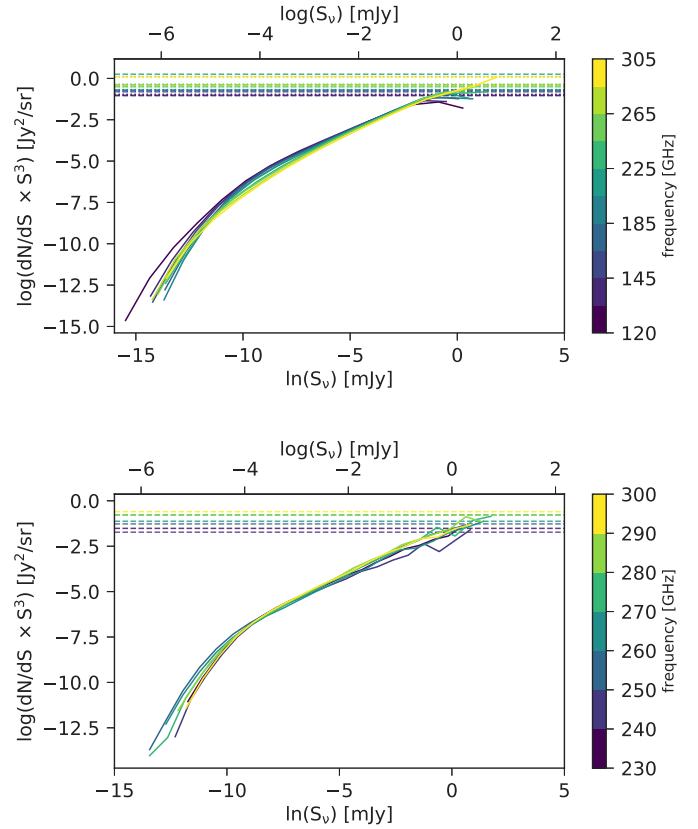 log(Sν) [mJy]
−6 −4 −2 0 2
0.0
−2.5
−5.0
−7.5
−10.0
−12.5
−15.0
log(dN/dS × S³) [Jy²/sr]
−15 −10 −5 0 5
ln(Sν) [mJy]
305
265
225
185
145
120
frequency [GHz]
log(Sν) [mJy]
−6 −4 −2 0 2
0.0
−2.5
−5.0
−7.5
−10.0
−12.5
log(dN/dS × S³) [Jy²/sr]
−15 −10 −5 0 5
ln(Sν) [mJy]
300
290
280
270
260
250
240
230
frequency [GHz]